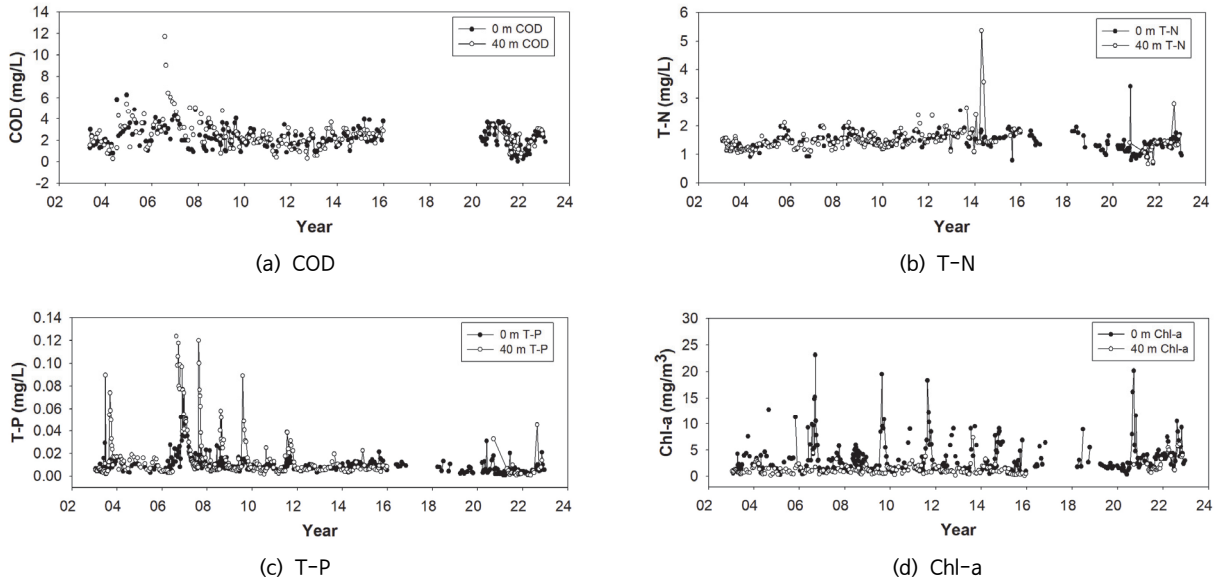 14
12
10
8
6
4
2
0
-2
COD (mg/L)
0 m COD
40 m COD
02 04 06 08 10 12 14 16 18 20 22 24
Year
(a) COD
6
5
4
3
2
1
0
T-N (mg/L)
0 m T-N
40 m T-N
02 04 06 08 10 12 14 16 18 20 22 24
Year
(b) T-N
0.14
0.12
0.10
0.08
0.06
0.04
0.02
0.00
T-P (mg/L)
0 m T-P
40 m T-P
02 04 06 08 10 12 14 16 18 20 22 24
Year
(c) T-P
30
25
20
15
10
5
0
Chl-a (mg/m³)
0 m Chl-a
40 m Chl-a
02 04 06 08 10 12 14 16 18 20 22 24
Year
(d) Chl-a